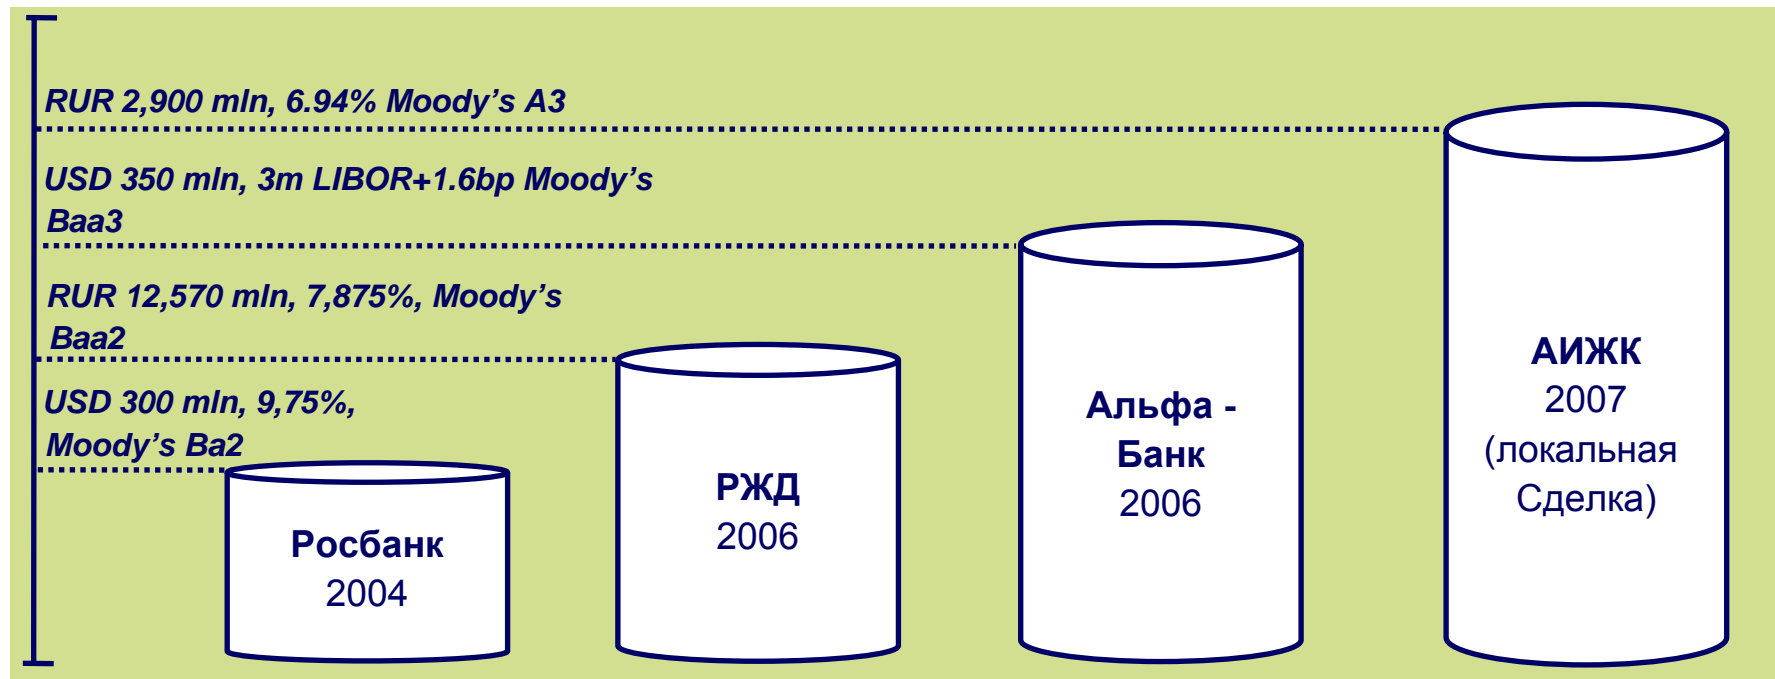 RUR 2,900 mln, 6.94% Moody’s A3
USD 350 mln, 3m LIBOR+1.6bp Moody’s
Baa3
RUR 12,570 mln, 7,875%, Moody’s
Baa2
USD 300 mln, 9,75%,
Moody’s Ba2
Росбанк
2004
РЖД
2006
Альфа -
Банк
2006
АИЖК
2007
(локальная
Сделка)